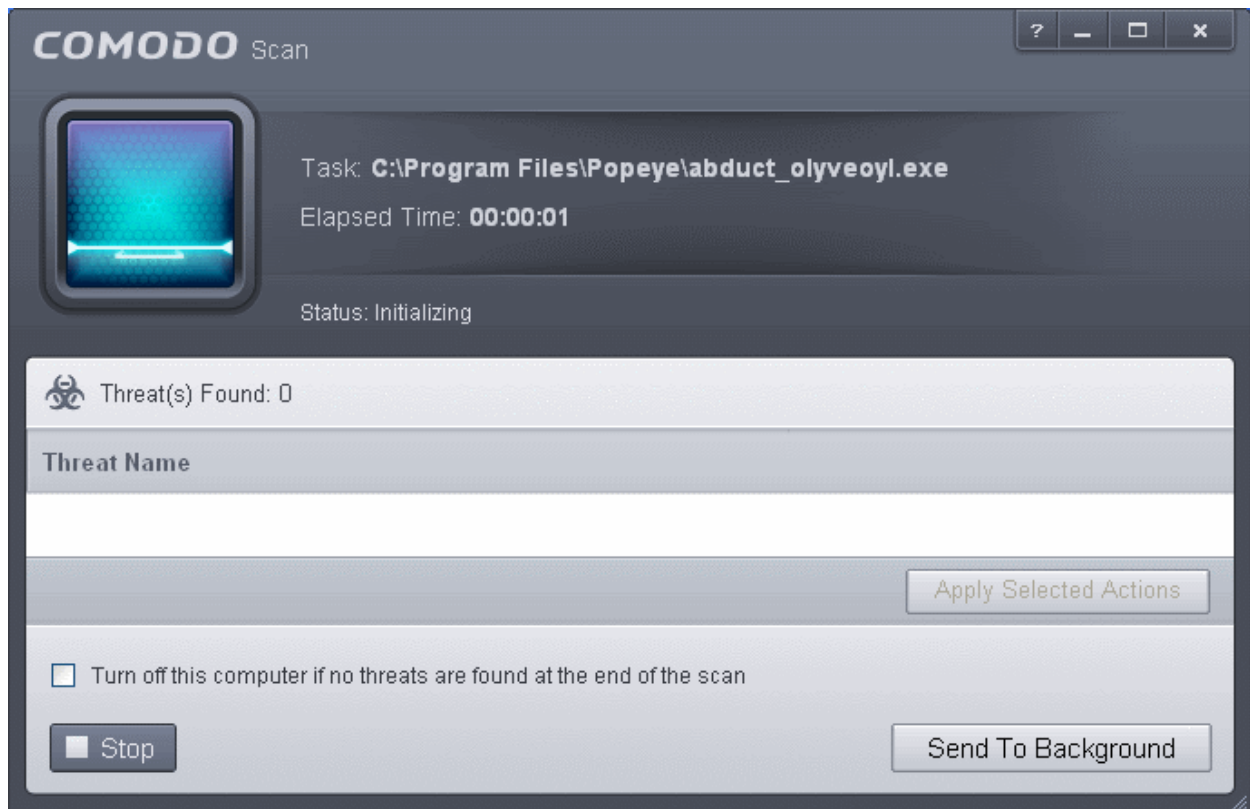 COMODO Scan
?
Task: C:\Program Files\Popeye\abduct_olyveoyl.exe
Elapsed Time: 00:00:01
Status: Initializing
Threat(s) Found: 0
Threat Name
Apply Selected Actions
Turn off this computer if no threats are found at the end of the scan
Stop
Send To Background